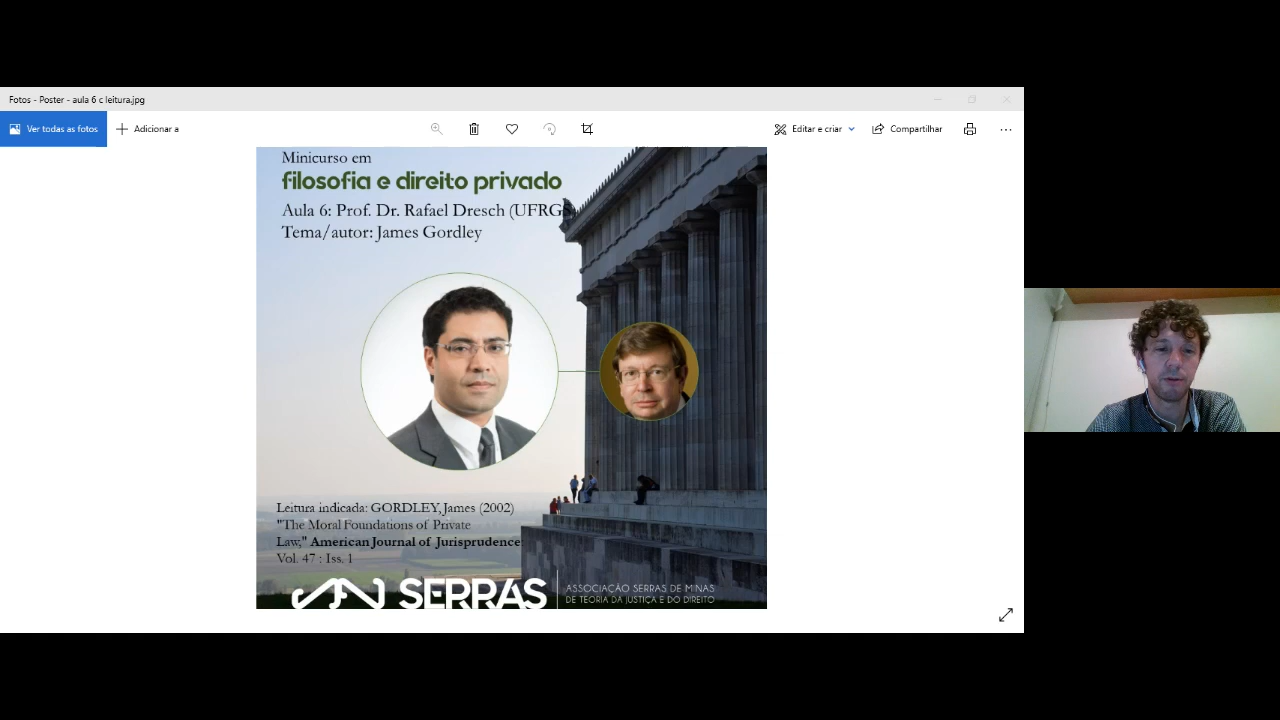 Fotos - Poster - aula 6 c leitura.jpg
Ver todas as fotos
Adicionar a
Editar e criar
Compartilhar
Minicurso em
filosofia e direito privado
Aula 6: Prof. Dr. Rafael Dresch (UFRGS)
Tema/autor: James Gordley
Leitura indicada: GORDLEY, James (2002)
"The Moral Foundations of Private
Law," American Journal of Jurisprudence
Vol. 47 : Iss. 1
SERRAS
ASSOCIAÇÃO SERRAS DE MINAS
DE TEORIA DA JUSTIÇA E DO DIREITO